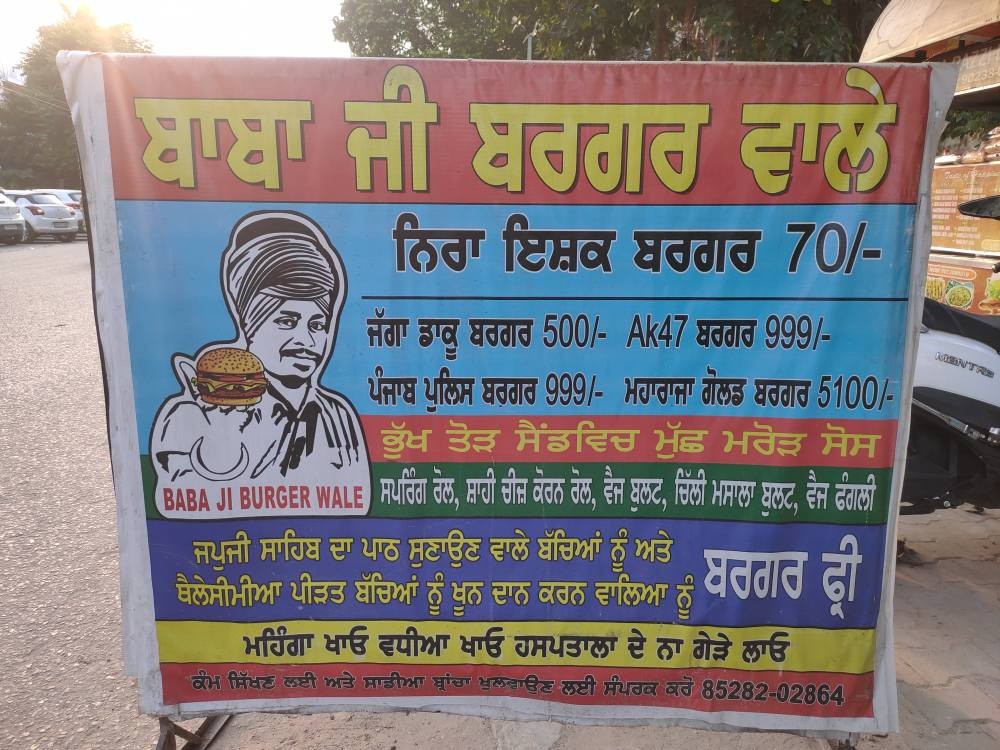 ਬਾਬਾ ਜੀ ਬਰਗਰ ਵਾਲੇ
ਨਿਰਾ ਇਸ਼ਕ ਬਰਗਰ 70/-
ਜੱਗਾ ਡਾਕੂ ਬਰਗਰ 500/- Ak47 ਬਰਗਰ 999/-
ਪੰਜਾਬ ਪੁਲਿਸ ਬਰਗਰ 999/- ਮਹਾਰਾਜਾ ਗੋਲਡ ਬਰਗਰ 5100/-
ਭੁੱਖ ਤੋੜ ਸੈਂਡਵਿਚ ਮੁੱਛ ਮਰੋੜ ਸੋਸ
BABA JI BURGER WALE
ਸਪਰਿੰਗ ਰੋਲ, ਸ਼ਾਹੀ ਚੀਜ਼ ਕੋਰਨ ਰੋਲ, ਵੈਜ ਬੁਲਟ, ਚਿੱਲੀ ਮਸਾਲਾ ਬੁਲਟ, ਵੈਜ ਫੰਗਲੀ
ਜਪੁਜੀ ਸਾਹਿਬ ਦਾ ਪਾਠ ਸੁਣਾਉਣ ਵਾਲੇ ਬੱਚਿਆਂ ਨੂੰ ਅਤੇ
ਥੈਲੇਸੀਮੀਆ ਪੀੜਤ ਬੱਚਿਆਂ ਨੂੰ ਖੂਨ ਦਾਨ ਕਰਨ ਵਾਲਿਆ ਨੂੰ
ਬਰਗਰ ਫ੍ਰੀ
ਮਹਿੰਗਾ ਖਾਓ ਵਧੀਆ ਖਾਓ ਹਸਪਤਾਲਾ ਦੇ ਨਾ ਗੇੜੇ ਲਾਓ
ਕੰਮ ਸਿੱਖਣ ਲਈ ਅਤੇ ਸਾਡੀਆ ਬ੍ਰਾਂਚਾ ਖੁਲਵਾਉਣ ਲਈ ਸੰਪਰਕ ਕਰੋ 85282-02864